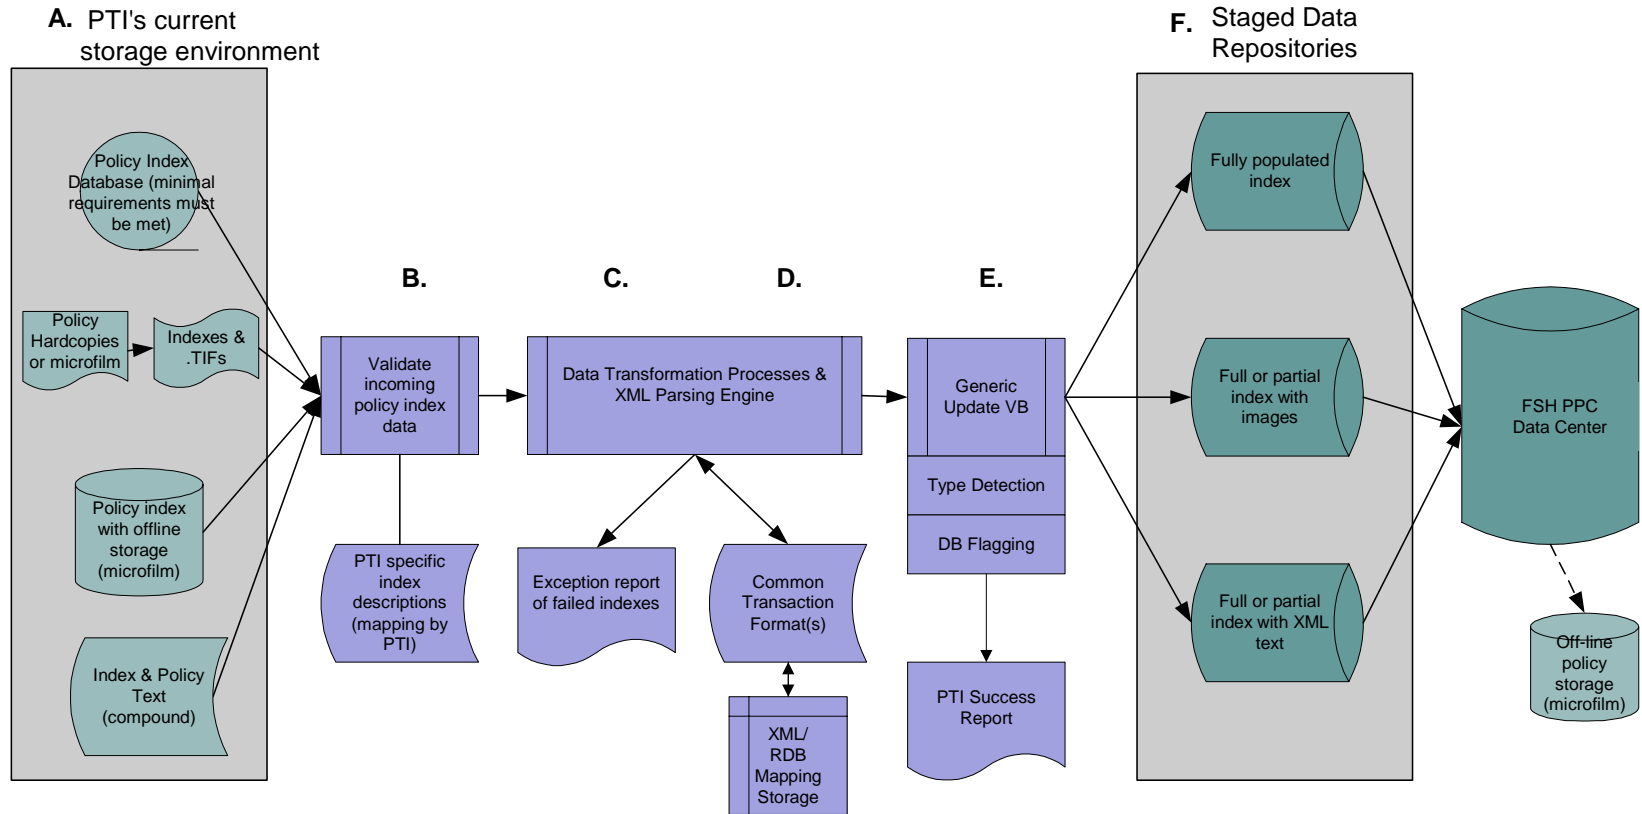 A. PTI's current
storage environment
F. Staged Data
Repositories
Policy Index
Database (minimal
requirements must
be met)
Policy
Hardcopies
or microfilm
Indexes &
.TIFs
Policy index
with offline
storage
(microfilm)
Index & Policy
Text
(compound)
B.
Validate
incoming
policy index
data
PTI specific
index
descriptions
(mapping by
PTI)
C.
D.
Data Transformation Processes &
XML Parsing Engine
Exception report
of failed indexes
Common
Transaction
Format(s)
XML/
RDB
Mapping
Storage
E.
Generic
Update VB
Type Detection
DB Flagging
PTI Success
Report
Fully populated
index
Full or partial
index with
images
Full or partial
index with XML
text
FSH PPC
Data Center
Off-line
policy
storage
(microfilm)